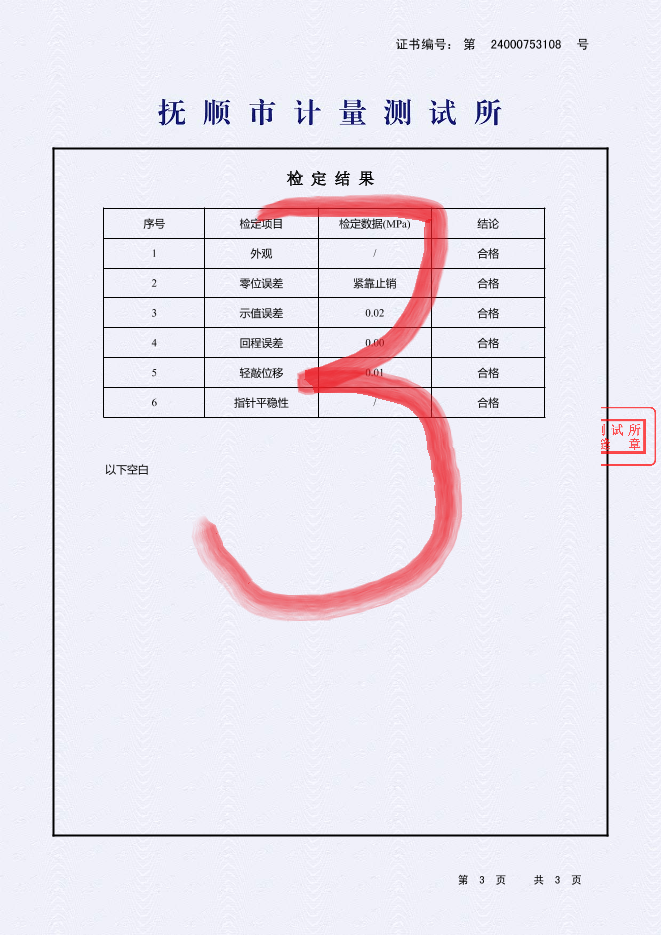 证书编号： 第 24000753108 号
抚顺市计量测试所
检定结果
序号 检定项目 检定数据(MPa) 结论
1 外观 / 合格
2 零位误差 紧靠止销 合格
3 示值误差 0.02 合格
4 回程误差 0.00 合格
5 轻敲位移 0.01 合格
6 指针平稳性 / 合格
3
试所
章
以下空白
第 3 页 共 3 页